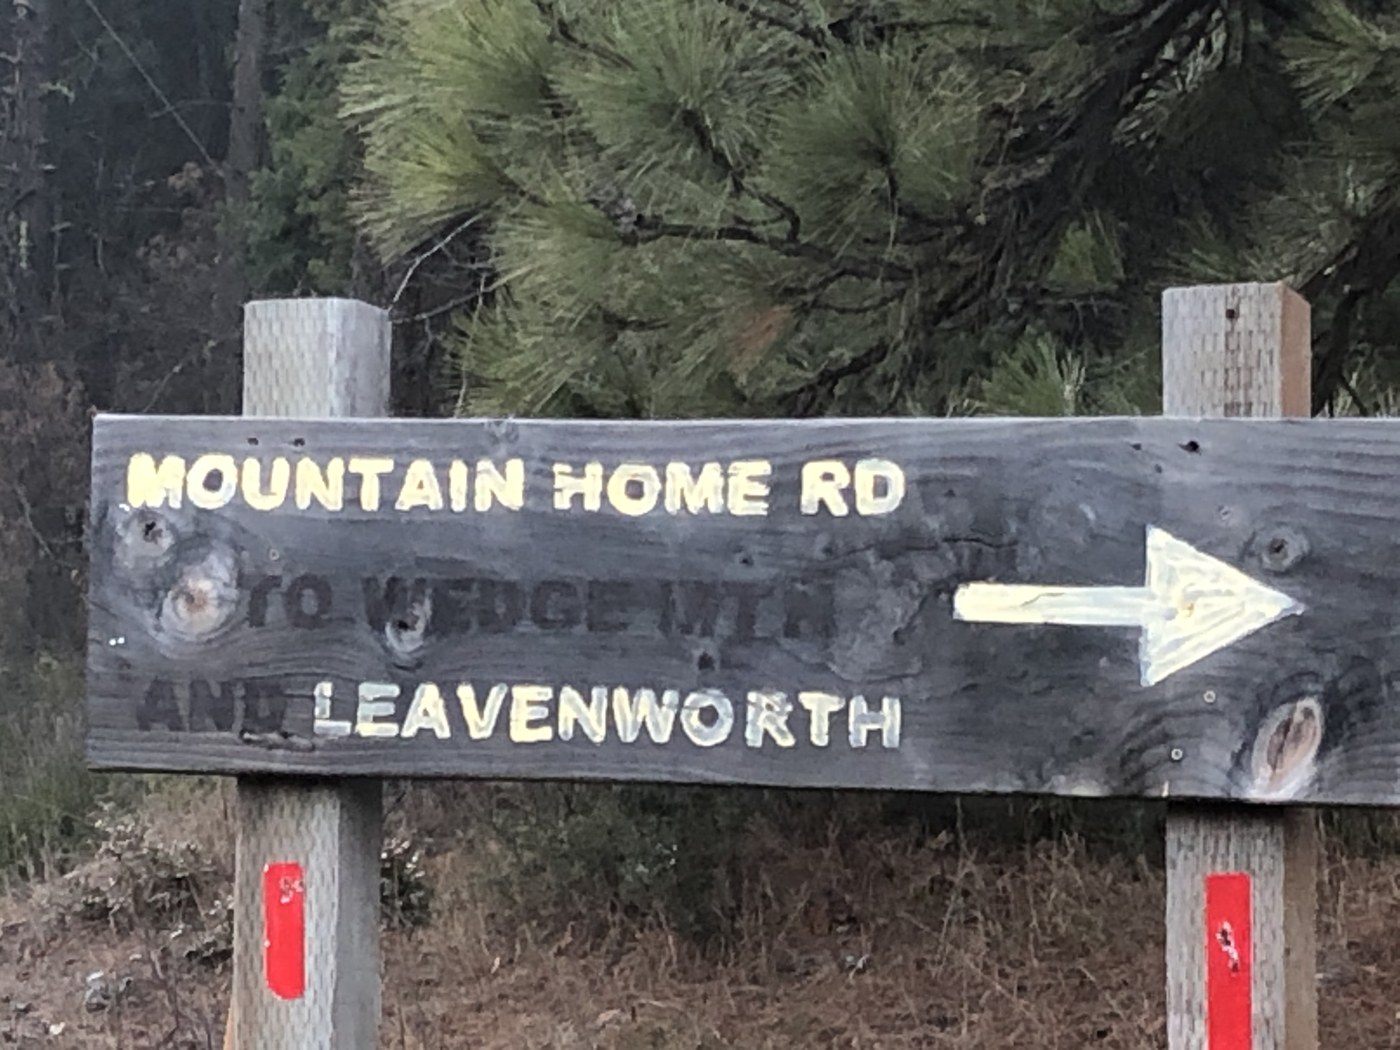 MOUNTAIN HOME RD
TO WEDGE MTN
AND LEAVENWORTH